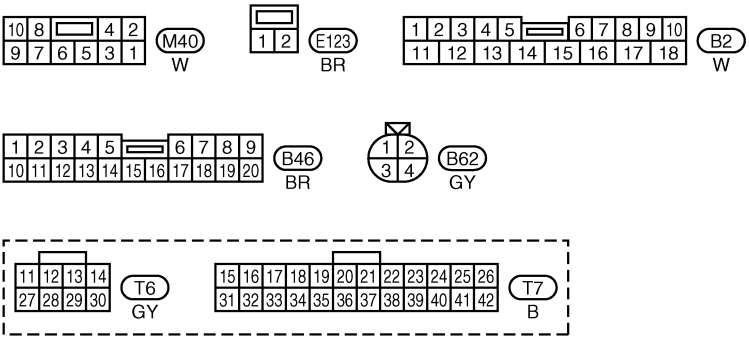 10 8 4 2
9 7 6 5 3 1
M40
W
1 2
E123
BR
1 2 3 4 5 6 7 8 9 10
11 12 13 14 15 16 17 18
B2
W
1 2 3 4 5 6 7 8 9
10 11 12 13 14 15 16 17 18 19 20
B46
BR
1 2
3 4
B62
GY
11 12 13 14
27 28 29 30
T6
GY
15 16 17 18 19 20 21 22 23 24 25 26
31 32 33 34 35 36 37 38 39 40 41 42
T7
B